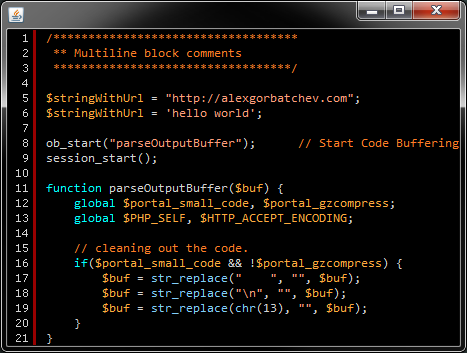 1 /**********************************
2 ** Multiline block comments
3 **********************************/
4
5 $stringWithUrl = "http://alexgorbatchev.com";
6 $stringWithUrl = 'hello world';
7
8 ob_start("parseOutputBuffer");      // Start Code Buffering
9 session_start();
10
11 function parseOutputBuffer($buf) {
12     global $portal_small_code, $portal_gzcompress;
13     global $PHP_SELF, $HTTP_ACCEPT_ENCODING;
14
15     // cleaning out the code.
16     if($portal_small_code && !$portal_gzcompress) {
17         $buf = str_replace("    ", "", $buf);
18         $buf = str_replace("\n", "", $buf);
19         $buf = str_replace(chr(13), "", $buf);
20     }
21 }